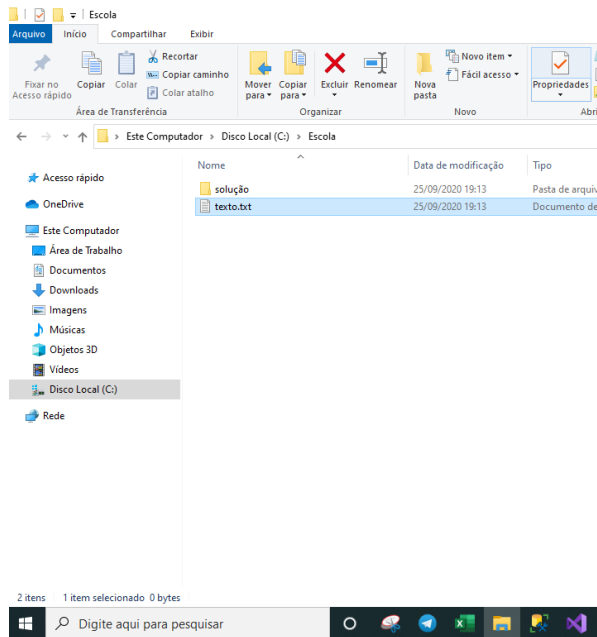 Escola
Arquivo Início Compartilhar Exibir
Fixar no
Acesso rápido
Copiar
Colar
Recortar
Copiar caminho
Colar atalho
Área de Transferência
Mover
para
Copiar
para
Excluir
Renomear
Organizar
Nova
pasta
Novo item
Fácil acesso
Novo
Propriedades
Abri
Este Computador > Disco Local (C:) > Escola
Nome Data de modificação Tipo
solução 25/09/2020 19:13 Pasta de arquiv
texto.txt 25/09/2020 19:13 Documento de
Acesso rápido
OneDrive
Este Computador
Área de Trabalho
Documentos
Downloads
Imagens
Músicas
Objetos 3D
Vídeos
Disco Local (C:)
Rede
2 itens 1 item selecionado 0 bytes
Digite aqui para pesquisar